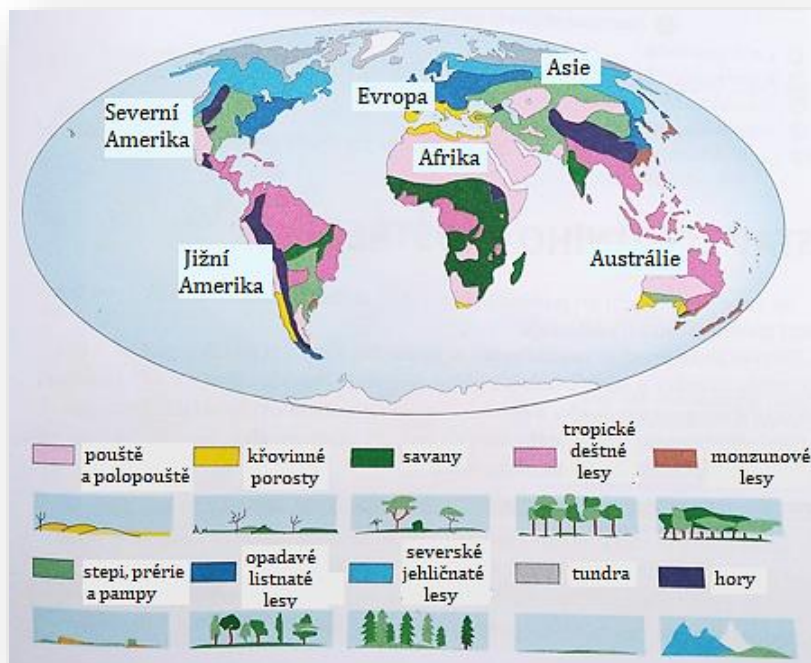 Asie
Evropa
Severní
Amerika
Afrika
Jižní
Amerika
Austrálie
pouště
a polopouště
křovinné
porosty
savany
tropické
deštné
lesy
monzunové
lesy
stepi, prérie
a pampy
opadavé
listnaté
lesy
severské
jehličnaté
lesy
tundra
hory